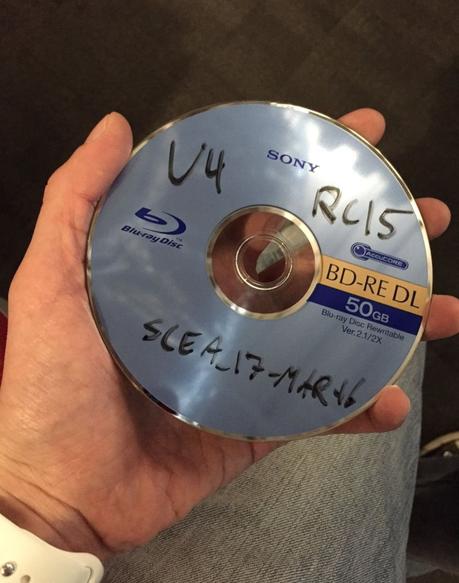 U4
SONY
RC15
Blu-ray Disc
ACCUCORE
BD-RE DL
50GB
Blu-ray Disc Rewritable
Ver.2.1/2X
SCEA_17-MAR-16